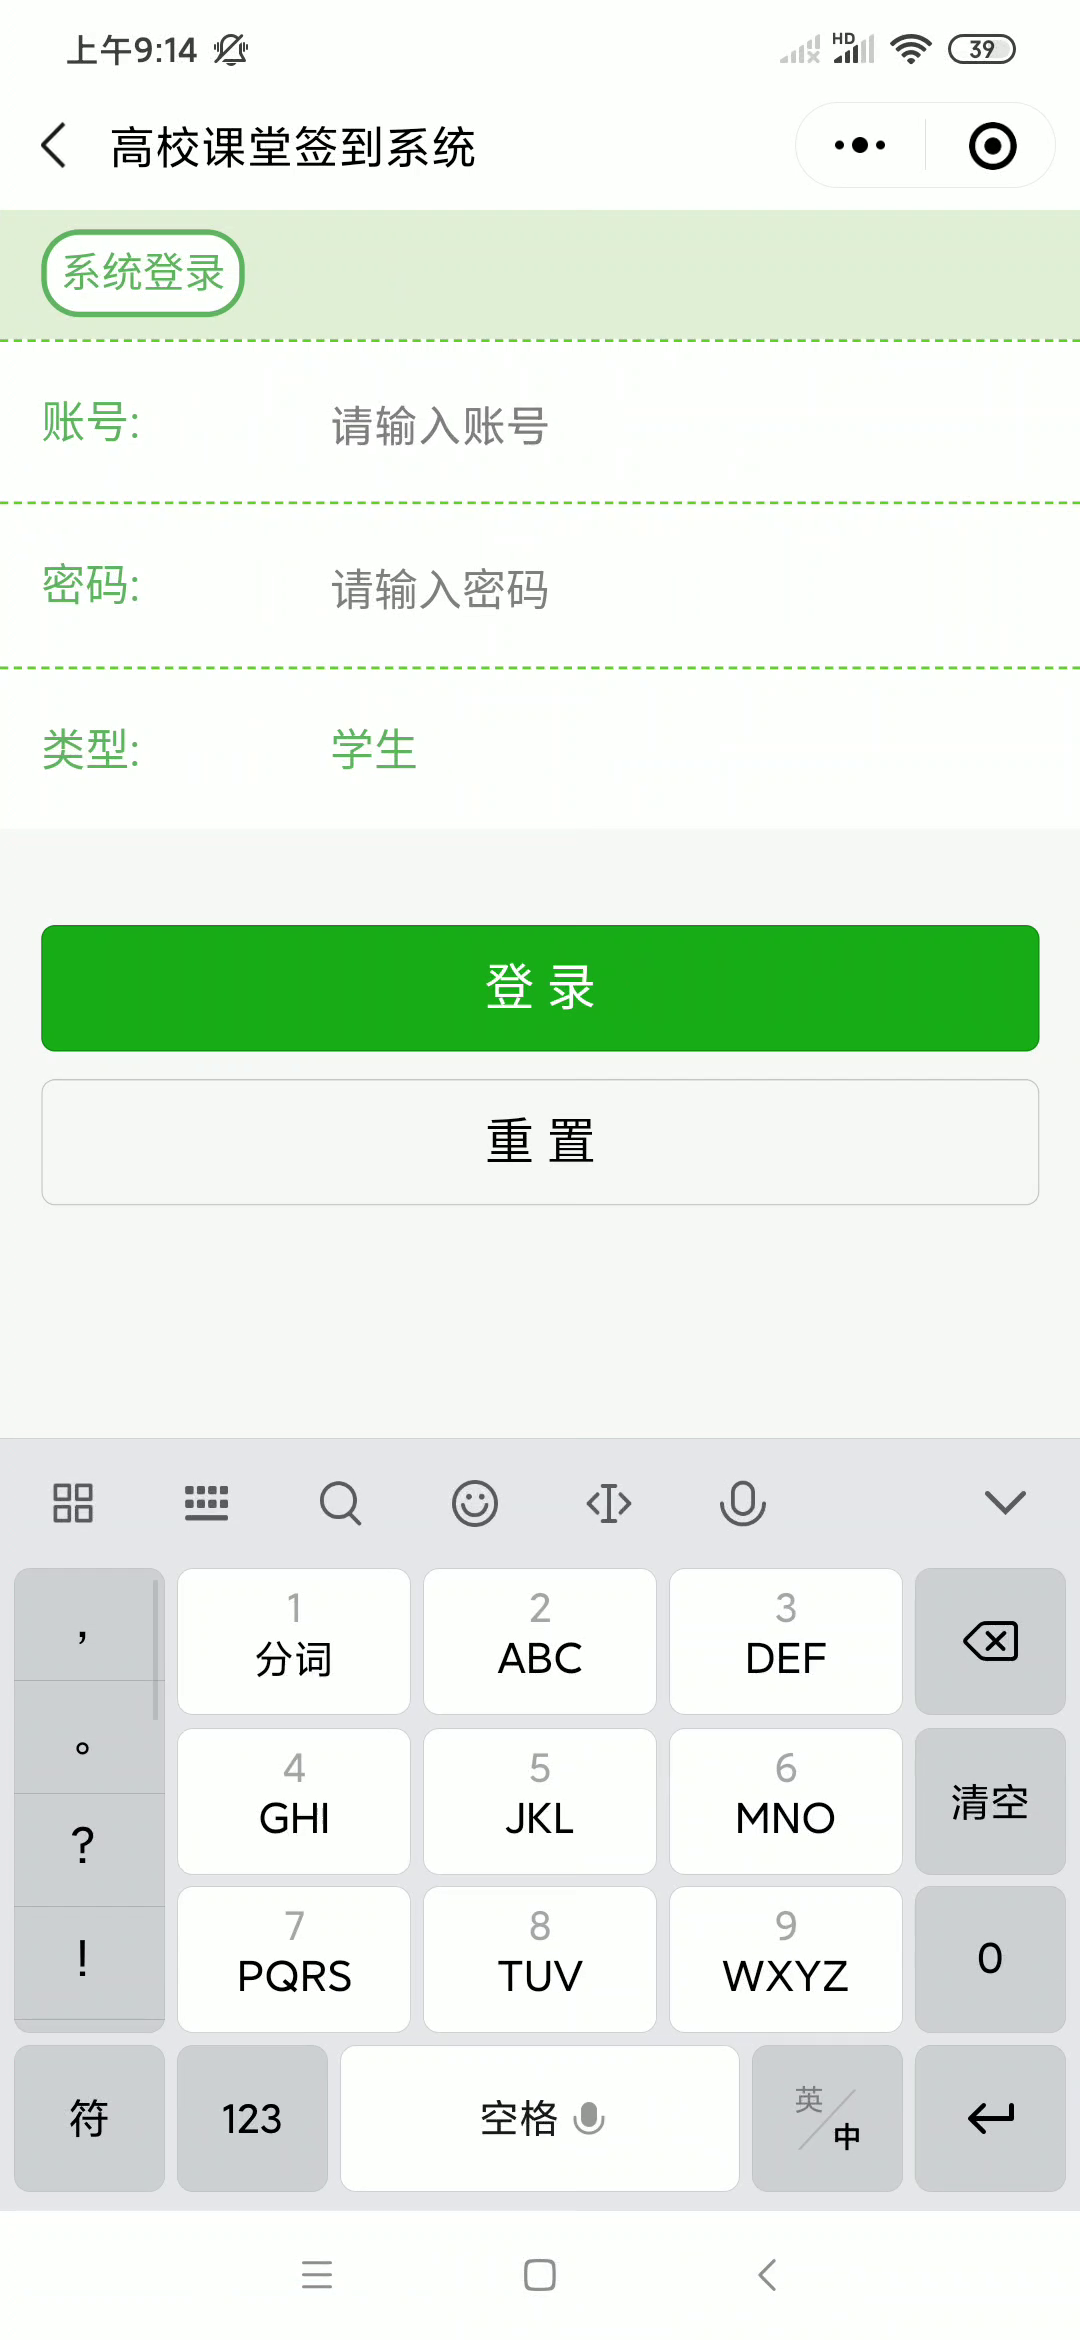 上午9:14 HD 39
高校课堂签到系统
系统登录
账号: 请输入账号
密码: 请输入密码
类型: 学生
登 录
重 置
, 1 2 3
分词 ABC DEF
。 4 5 6
GHI JKL MNO 清空
?
7 8 9
! PQRS TUV WXYZ 0
符 123 空格 英 中